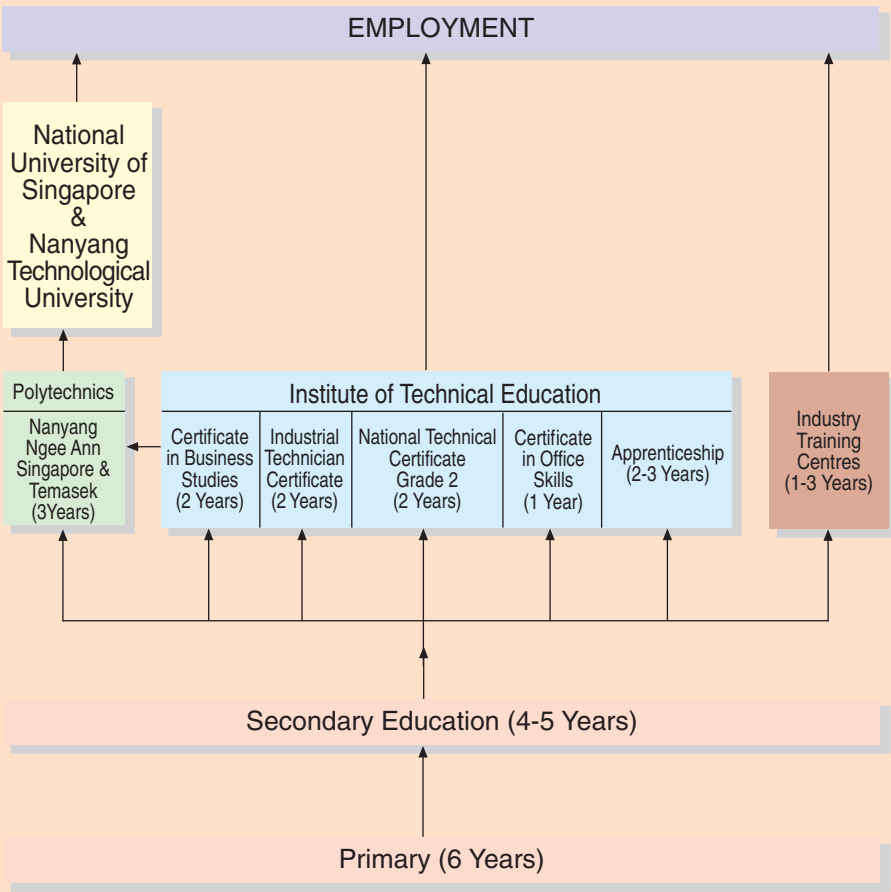 EMPLOYMENT
National
University of
Singapore
&
Nanyang
Technological
University
Polytechnics
Nanyang
Ngee Ann
Singapore &
Temasek
(3Years)
Institute of Technical Education
Certificate
in Business
Studies
(2 Years)
Industrial
Technician
Certificate
(2 Years)
National Technical
Certificate
Grade 2
(2 Years)
Certificate
in Office
Skills
(1 Year)
Apprenticeship
(2-3 Years)
Industry
Training
Centres
(1-3 Years)
Secondary Education (4-5 Years)
Primary (6 Years)